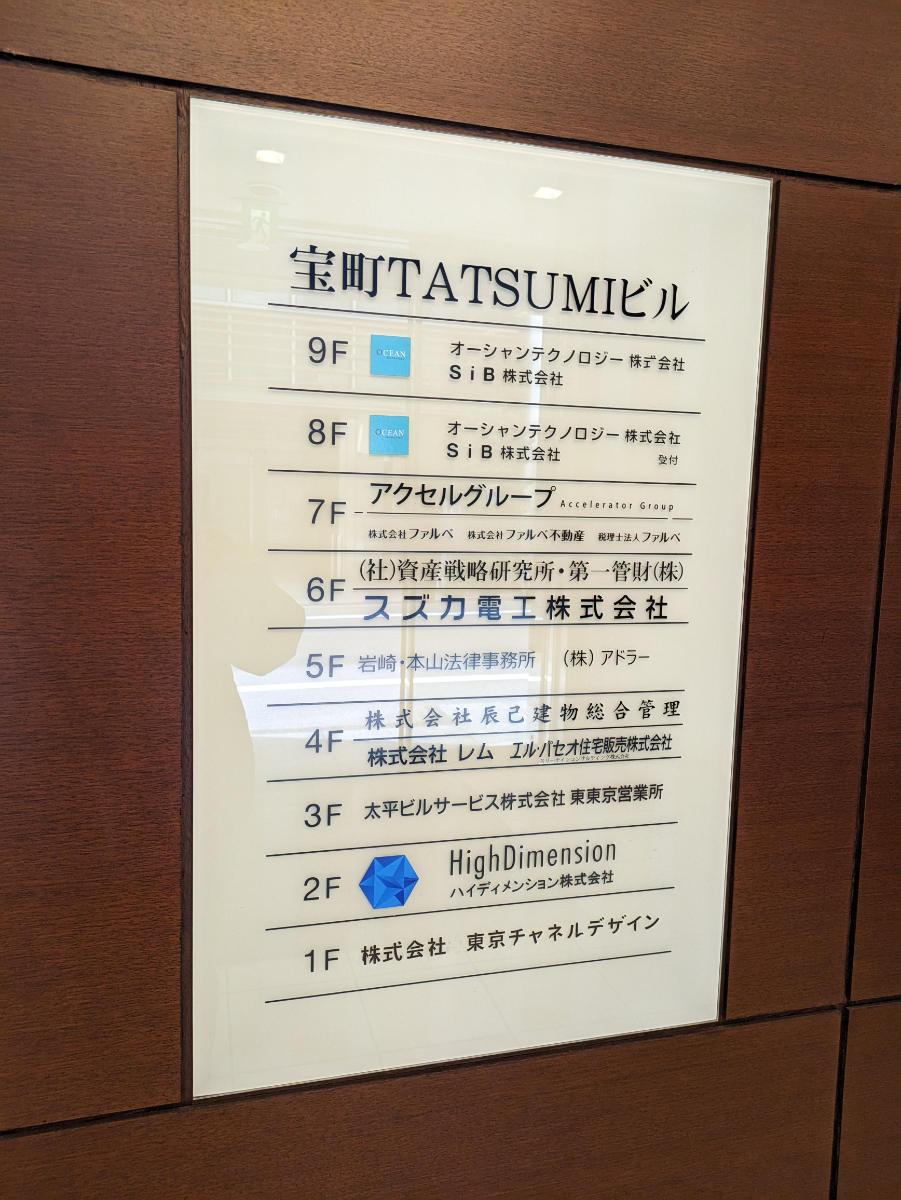 宝町TATSUMIビル
9F OCEAN オーシャンテクノロジー 株式会社
SiB 株式会社
8F OCEAN オーシャンテクノロジー 株式会社
SiB 株式会社 受付
7F アクセルグループ Accelerator Group
株式会社ファルベ 株式会社ファルベ不動産 税理士法人ファルベ
6F (社)資産戦略研究所・第一管財(株)
スズカ電工株式会社
5F 岩崎・本山法律事務所 (株)アドラー
4F 株式会社辰己建物総合管理
株式会社 レム エル・パセオ住宅販売株式会社
3F 太平ビルサービス株式会社 東東京営業所
2F HighDimension
ハイディメンション株式会社
1F 株式会社 東京チャネルデザイン